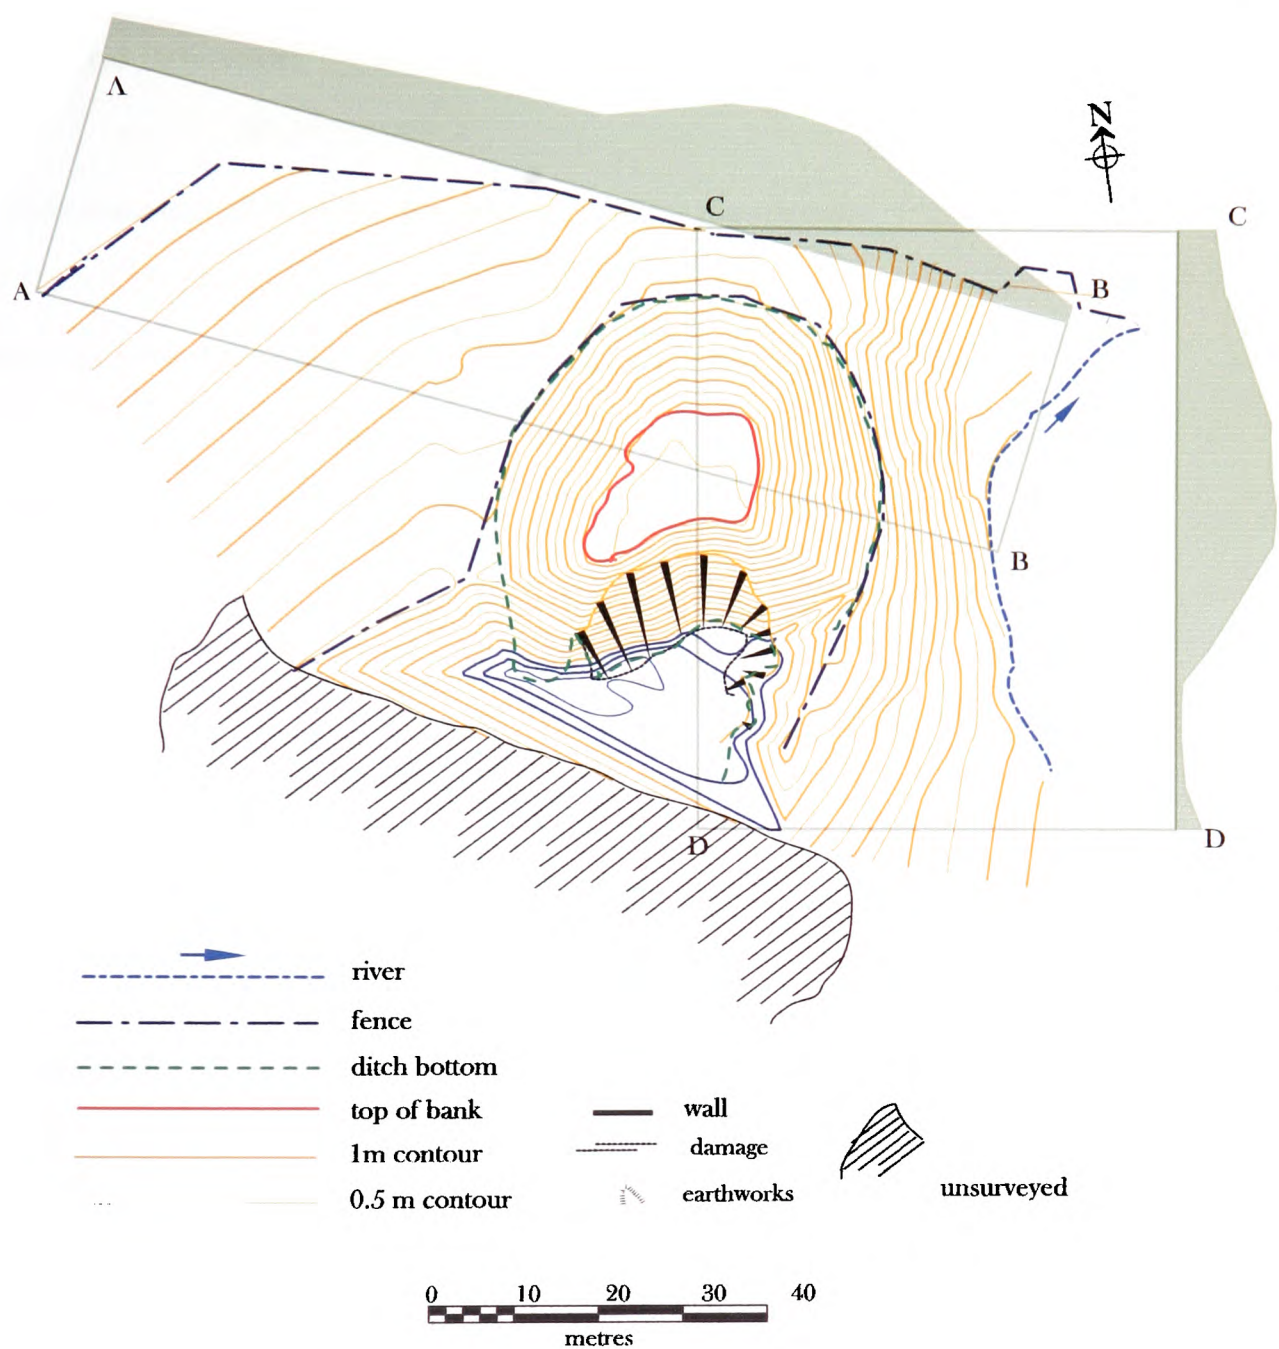 A
N
C
C
B
A
B
D
D
river
fence
ditch bottom
top of bank
wall
1m contour
damage
0.5 m contour
earthworks
unsurveyed
0 10 20 30 40
metres